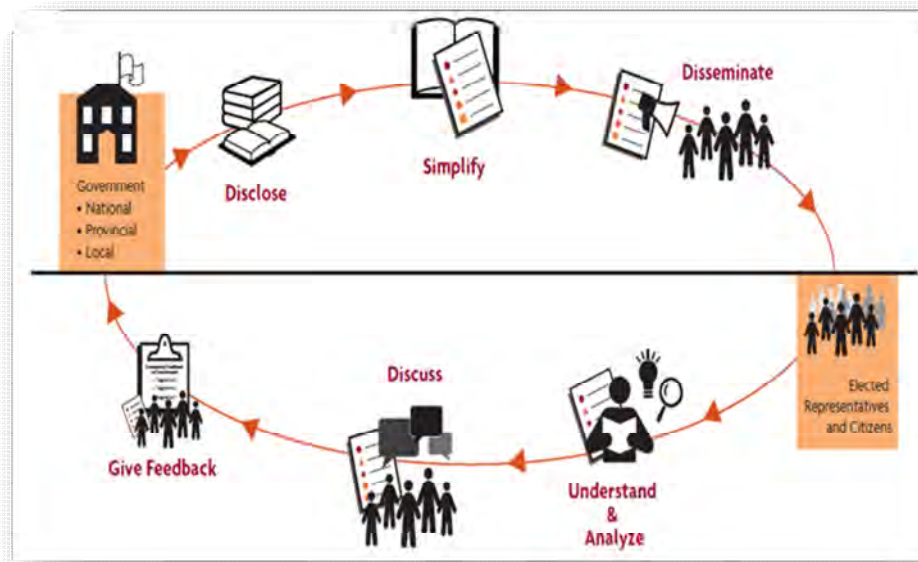 Government
• National
• Provincial
• Local
Disclose
Simplify
Disseminate
Elected
Representatives
and Citizens
Understand
&
Analyze
Discuss
Give Feedback